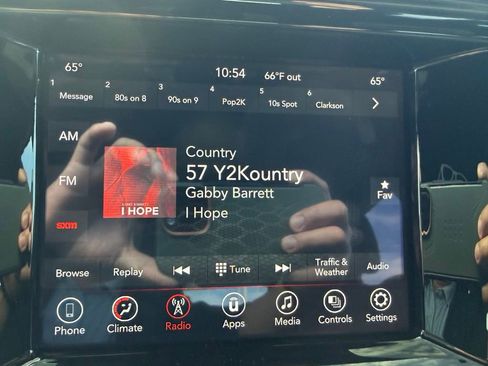 65° 10:54 66°F out 65°
1 Message 2 80s on 8 3 90s on 9 4 Pop2K 5 10s Spot 6 Clarkson
AM
FM
sxm
I HOPE
Country
57 Y2Kountry
Gabby Barrett
I Hope
Fav
Browse Replay Tune Traffic & Weather Audio
Phone Climate Radio Apps Media Controls Settings